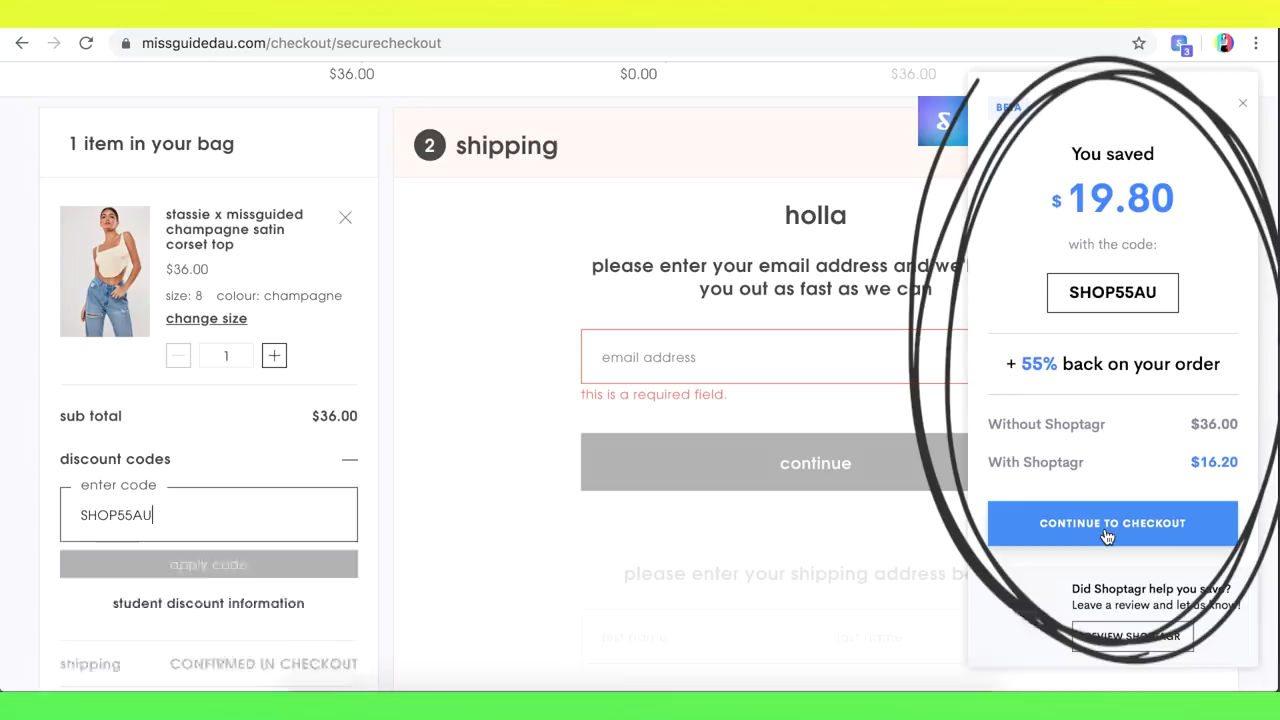 missguidedau.com/checkout/securecheckout
3
$36.00
$0.00
$36.00
1 item in your bag
stassie x missguided
champagne satin
corset top
$36.00
size: 8 colour: champagne
change size
1
sub total
$36.00
discount codes
enter code
SHOP55AU
apply code
student discount information
shipping
CONFIRMED IN CHECKOUT
2 shipping
holla
please enter your email address and we'l
you out as fast as we can
email address
this is a required field.
continue
please enter your shipping address b
last name
BETA
You saved
$ 19.80
with the code:
SHOP55AU
+ 55% back on your order
Without Shoptagr
$36.00
With Shoptagr
$16.20
CONTINUE TO CHECKOUT
Did Shoptagr help you save?
Leave a review and let us know!
REVIEW SHOPTAGR